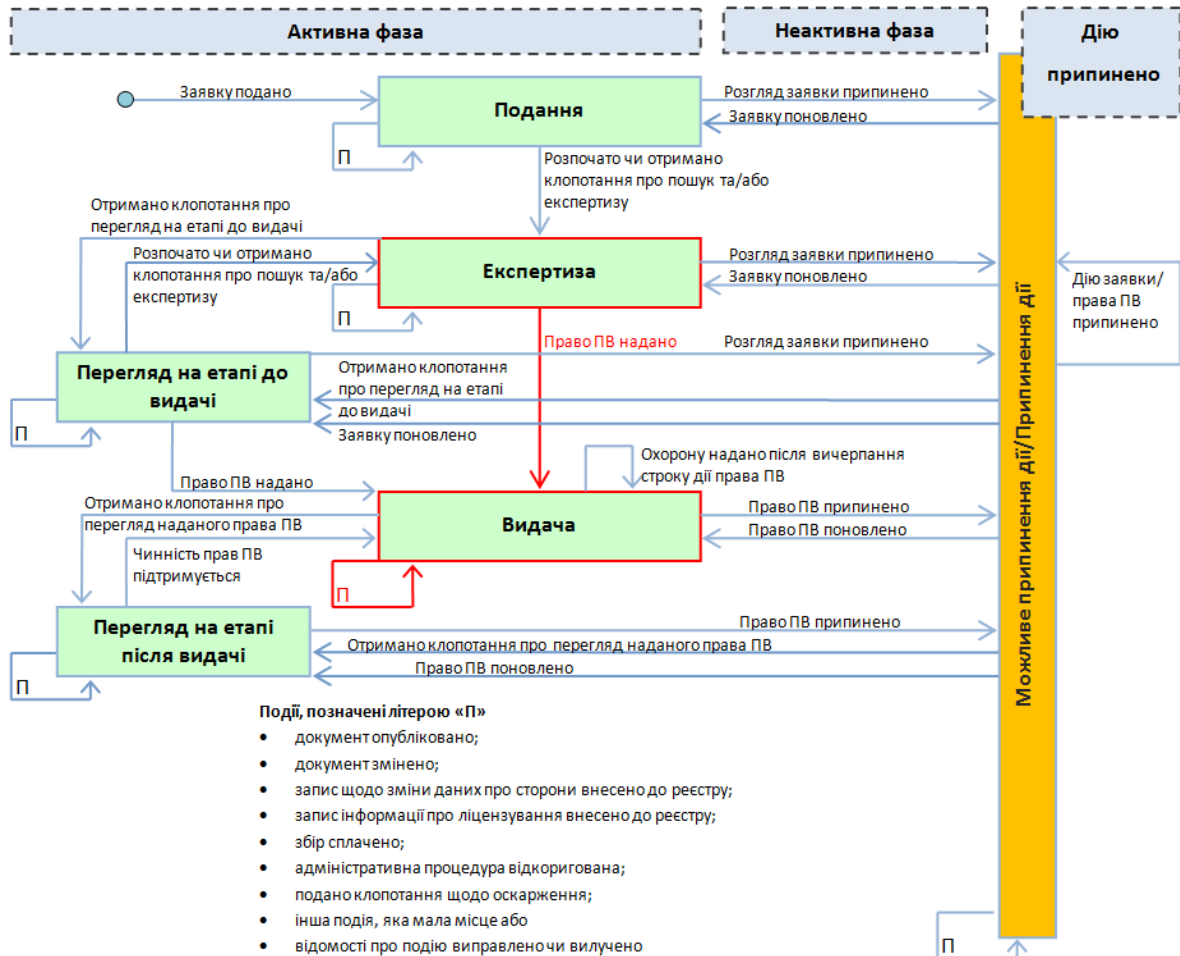 Активна фаза
Неактивна фаза
Дію
припинено
Заявку подано
Подання
Розгляд заявки припинено
Заявку поновлено
П
Розпочато чи отримано
клопотання про пошук та/або
експертизу
Отримано клопотання про
перегляд на етапі до видачі
Розпочато чи отримано
клопотання про пошук та/або
експертизу
Експертиза
Розгляд заявки припинено
Заявку поновлено
Дію заявки/
права ПВ
припинено
П
Право ПВ надано
Розгляд заявки припинено
Перегляд на етапі до
видачі
Отримано клопотання
про перегляд на етапі
до видачі
Заявку поновлено
П
Охорону надано після вичерпання
строку дії права ПВ
Право ПВ надано
Отримано клопотання про
перегляд наданого права ПВ
Видача
Право ПВ припинено
Право ПВ поновлено
Чинність прав ПВ
підтримується
П
Перегляд на етапі
після видачі
Право ПВ припинено
Отримано клопотання про перегляд наданого права ПВ
Право ПВ поновлено
П
Можливе припинення дії/Припинення дії
Події, позначені літерою «П»
• документ опубліковано;
• документ змінено;
• запис щодо зміни даних про сторони внесено до реєстру;
• запис інформації про ліцензування внесено до реєстру;
• збір сплачено;
• адміністративна процедура відкоригована;
• подано клопотання щодо оскарження;
• інша подія, яка мала місце або
• відомості про подію виправлено чи вилучено
П